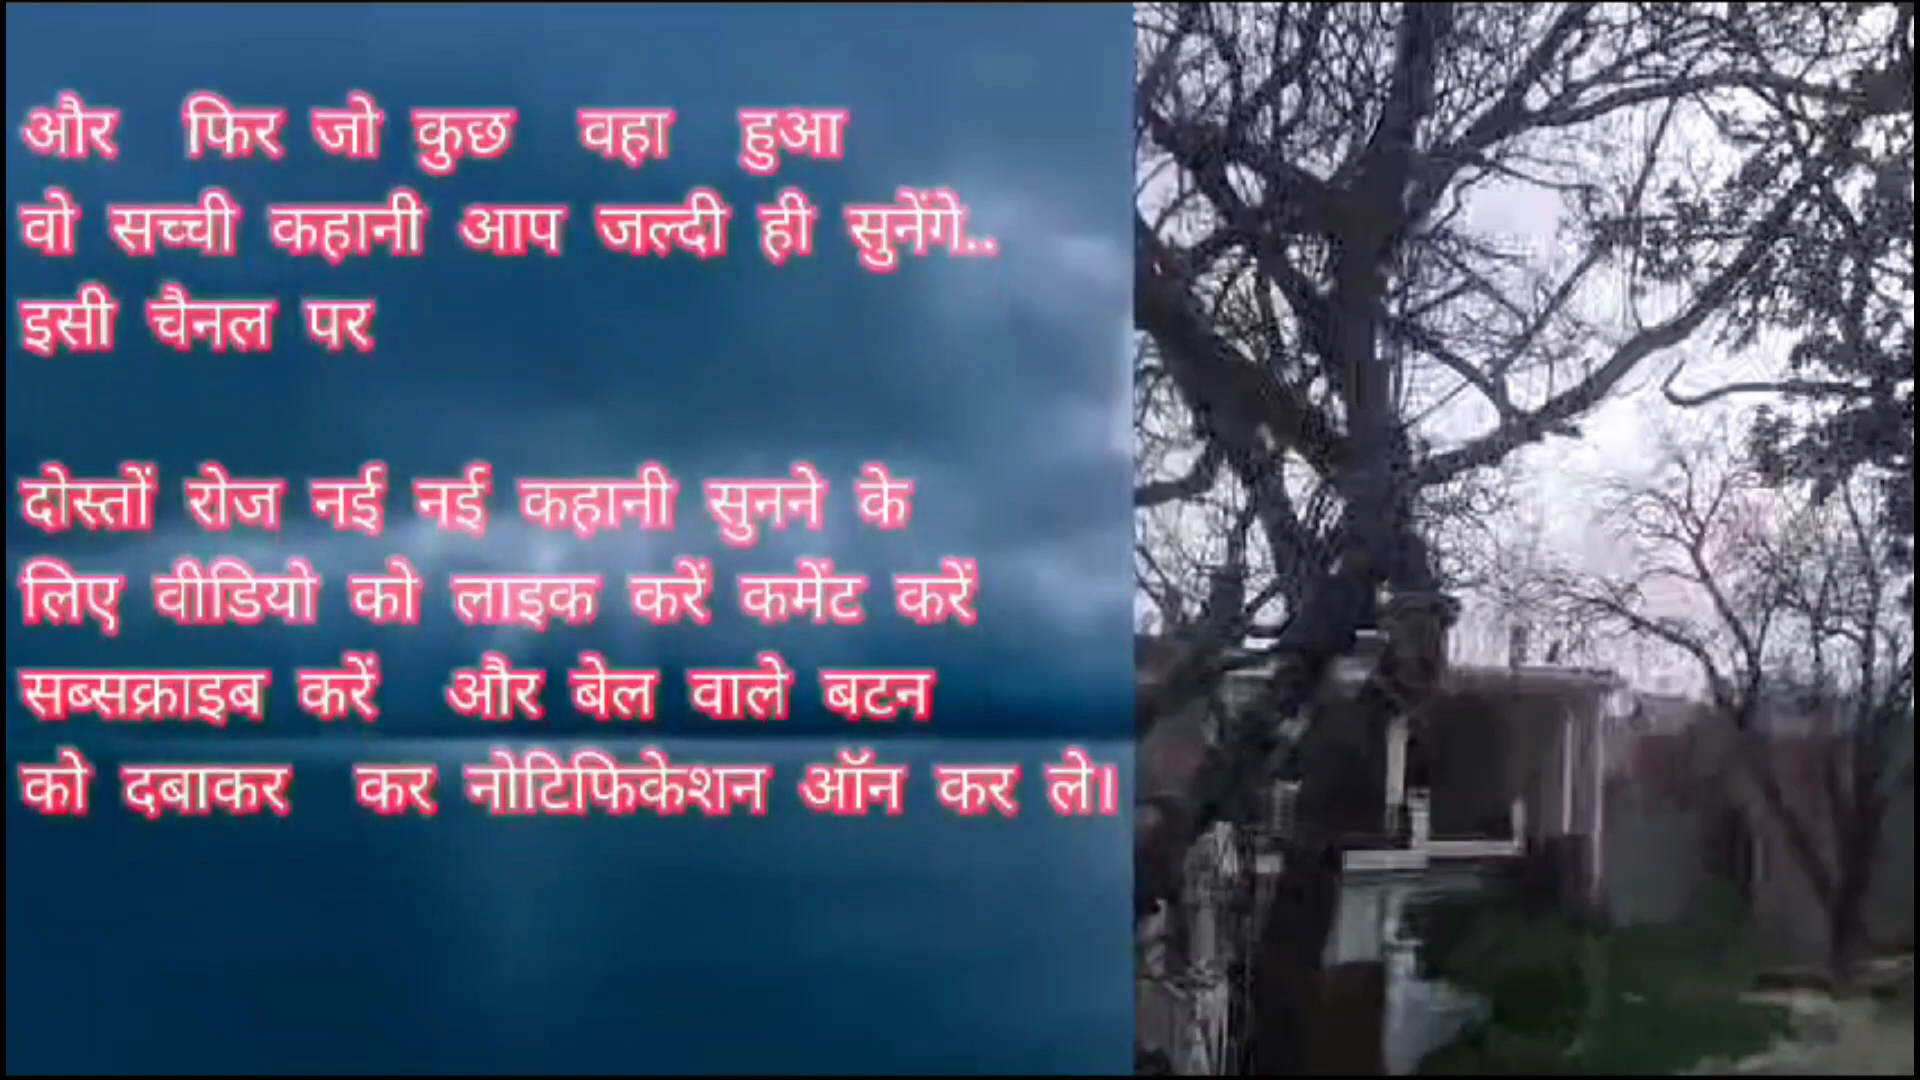 और फिर जो कुछ वहा हुआ
वो सच्ची कहानी आप जल्दी ही सुनेंगे..
इसी चैनल पर
दोस्तों रोज नई नई कहानी सुनने के
लिए वीडियो को लाइक करें कमेंट करें
सब्सक्राइब करें और बेल वाले बटन
को दबाकर कर नोटिफिकेशन ऑन कर ले।